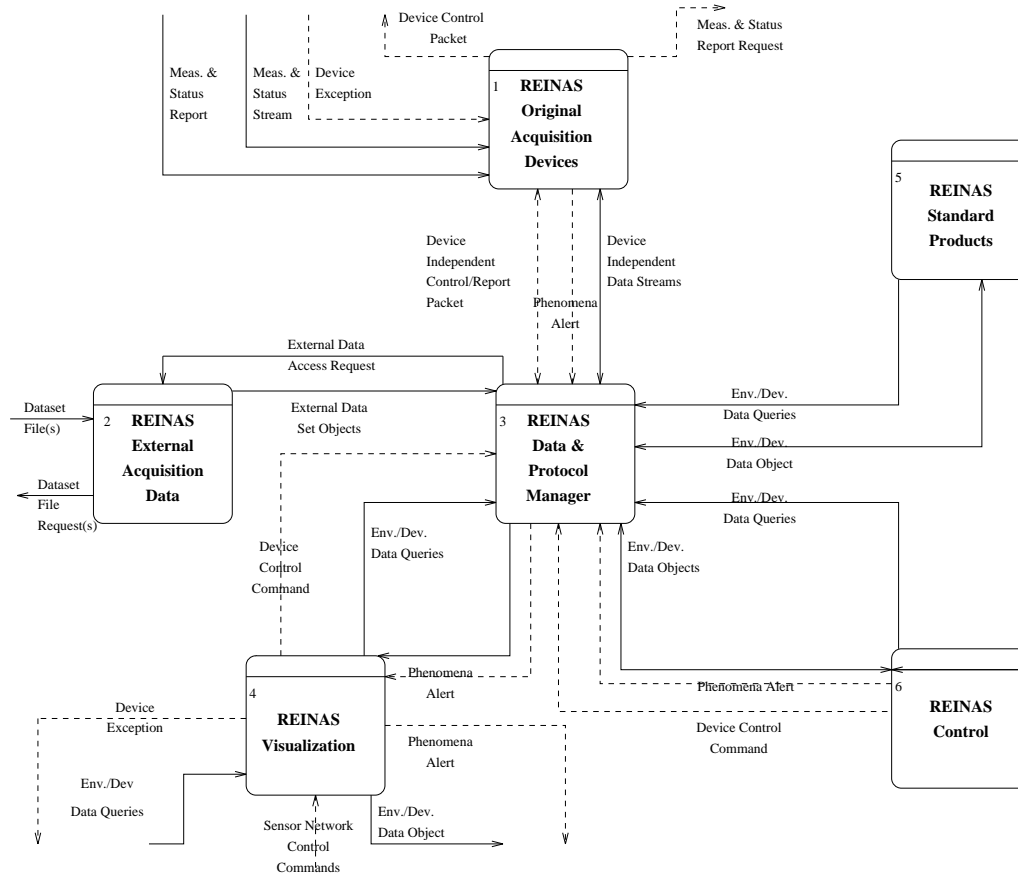 Device Control
Packet
Meas. & Status
Report Request
Meas. &
Status
Report
Meas. &
Status
Stream
Device
Exception
1
REINAS
Original
Acquisition
Devices
5
REINAS
Standard
Products
Device
Independent
Control/Report
Packet
Phenomena
Alert
Device
Independent
Data Streams
External Data
Access Request
Dataset
File(s)
2
REINAS
External
Acquisition
Data
External Data
Set Objects
3
REINAS
Data &
Protocol
Manager
Env./Dev.
Data Queries
Env./Dev.
Data Object
Dataset
File
Request(s)
Env./Dev.
Data Queries
Device
Control
Command
Env./Dev.
Data Queries
Env./Dev.
Data Objects
4
REINAS
Visualization
Phenomena
Alert
Phenomena Alert
6
REINAS
Control
Device
Exception
Phenomena
Alert
Device Control
Command
Env./Dev
Data Queries
Sensor Network
Control
Commands
Env./Dev.
Data Object